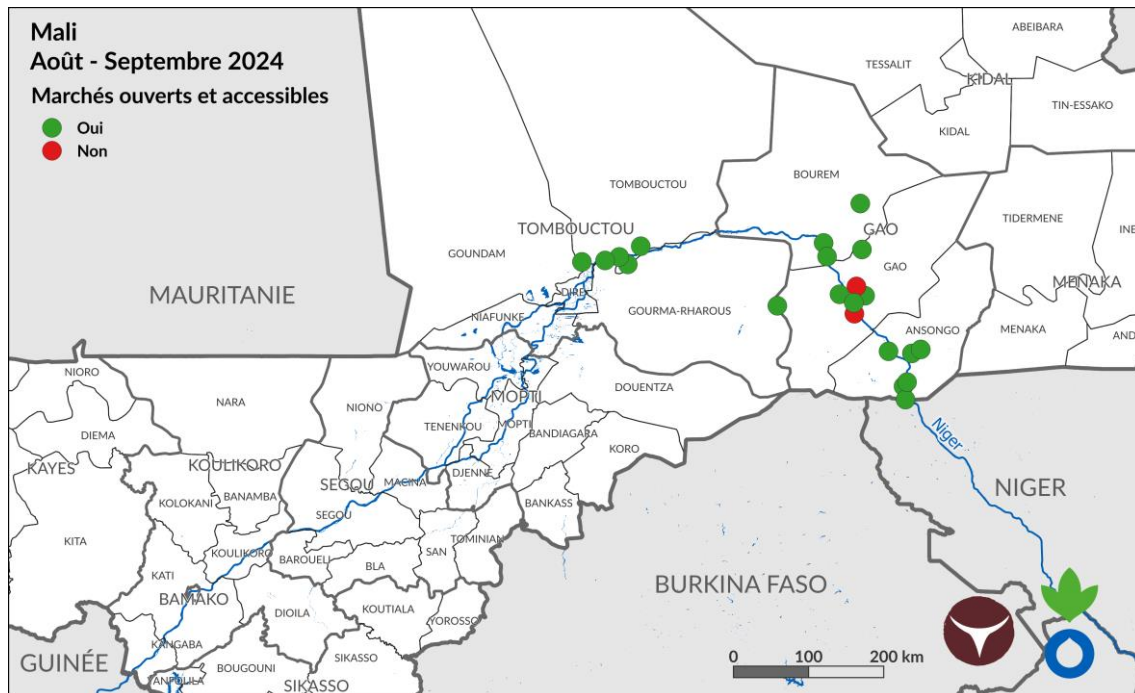 Mali
Août - Septembre 2024
Marchés ouverts et accessibles
Oui
Non
ABEIBARA
TESSALIT
KIDAL
TIN-ESSAKO
KIDAL
BOUREM
TOMBOUCTOU
TIDERMENE
TOMBOUCTOU
GAO
GOUNDAM
GAO
MENAKA
MAURITANIE
DIRE
GOURMA-RHAROUS
NIAFUNKE
ANSONGO
MENAKA
AND
YOUWAROU
NIORO
DOUENTZA
NARA
NIONO
MOPTI
TENENKOU
MOPTI
BANDIAGARA
DIEMA
KORO
Niger
KAYES
KOULIKORO
SEGOU
MACINA
DJENNE
NIGER
KOLOKANI
BANAMBA
BANKASS
SEGOU
KITA
TOMINIAN
KOULIKORO
BAROUELI
SAN
BLA
KATI
BURKINA FASO
BAMAKO
DIOILA
KOUTIALA
YOROSSO
KANGABA
GUINÉE
SIKASSO
BOUGOUNI
SIKASSO
0 100 200 km